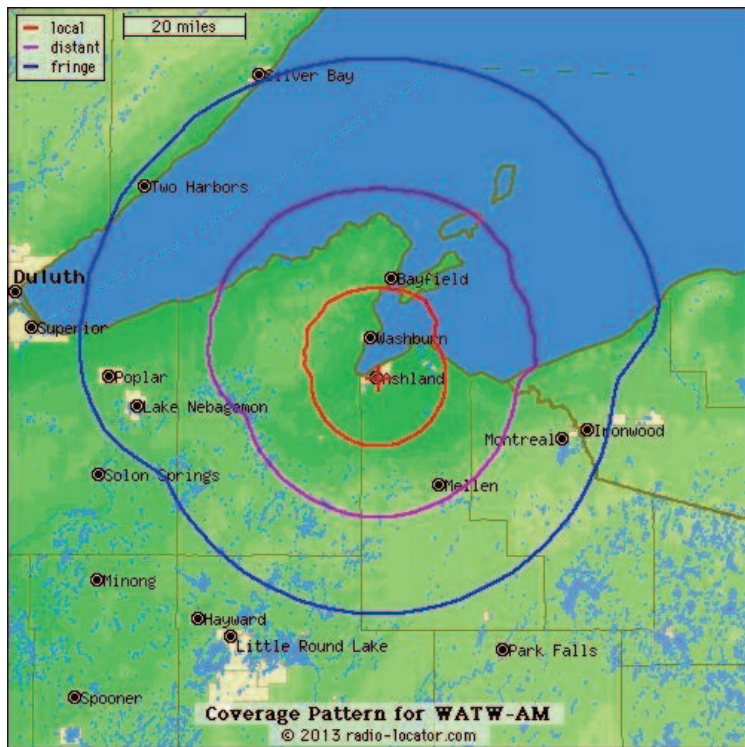 local
distant
fringe
20 miles
Silver Bay
Two Harbors
Duluth
Superior
Bayfield
Washburn
Ashland
Poplar
Lake Nebagamon
Montreal
Ironwood
Solon Springs
Mellen
Minong
Hayward
Little Round Lake
Park Falls
Spooner
Coverage Pattern for WATW-AM
© 2013 radio-locator.com